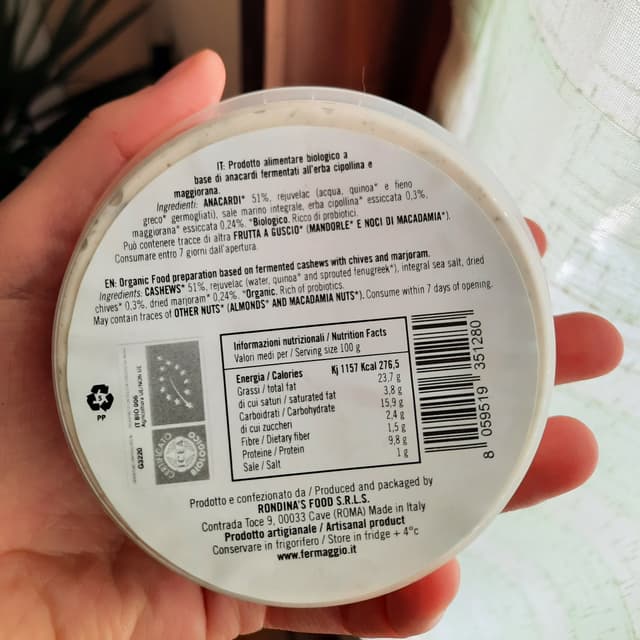 IT: Prodotto alimentare biologico a
base di anacardi fermentati all'erba cipollina e
maggiorana.
Ingredienti: ANACARDI* 51%, rejuvelac (acqua, quinoa* e fieno
greco* germogliati), sale marino integrale, erba cipollina* essiccata 0,3%,
maggiorana* essiccata 0,24%. *Biologico. Ricco di probiotici.
Può contenere tracce di altra FRUTTA A GUSCIO* (MANDORLE* E NOCI DI MACADAMIA*).
Consumare entro 7 giorni dall'apertura.
EN: Organic Food preparation based on fermented cashews with chives and marjoram.
Ingredients: CASHEWS* 51%, rejuvelac (water, quinoa* and sprouted fenugreek*), integral sea salt, dried
chives* 0,3%, dried marjoram* 0,24%. *Organic. Rich of probiotics.
May contain traces of OTHER NUTS* (ALMONDS* AND MACADAMIA NUTS*). Consume within 7 days of opening.
Informazioni nutrizionali / Nutrition Facts
Valori medi per / Serving size 100 g
Energia / Calories Kj 1157 Kcal 276,5
Grassi / total fat 23,7 g
di cui saturi / saturated fat 3,8 g
Carboidrati / Carbohydrate 15,9 g
di cui zuccheri 2,4 g
Fibre / Dietary fiber 1,5 g
Proteine / Protein 9,8 g
Sale / Salt 1 g
8 059519 351280
5
PP
IT BIO 006
Agricoltura UE/NON UE
G3220
CERTIFICATO
BIOLOGICO
Prodotto e confezionato da / Produced and packaged by
RONDINA'S FOOD S.R.L.S.
Contrada Toce 9, 00033 Cave (ROMA) Made in Italy
Prodotto artigianale / Artisanal product
Conservare in frigorifero / Store in fridge + 4°c
www.fermaggio.it